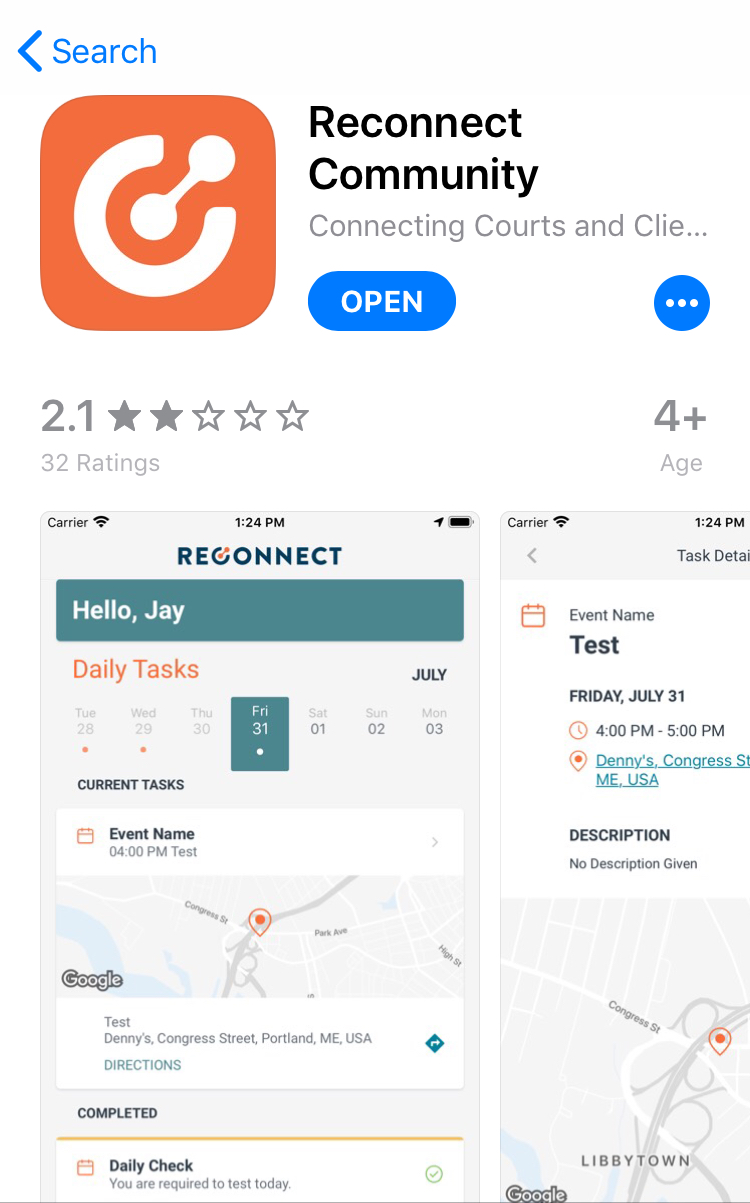 Search
Reconnect
Community
Connecting Courts and Clie...
OPEN
2.1
4+
32 Ratings
Age
Carrier 1:24 PM
RECONNECT
Hello, Jay
Daily Tasks
JULY
Tue Wed Thu Fri Sat Sun Mon
28 29 30 31 01 02 03
CURRENT TASKS
Event Name
04:00 PM Test
Congress St
Park Ave
High St
Google
Test
Denny's, Congress Street, Portland, ME, USA
DIRECTIONS
COMPLETED
Daily Check
You are required to test today.
Carrier 1:24 PM
Task Detai
Event Name
Test
FRIDAY, JULY 31
4:00 PM - 5:00 PM
Denny's, Congress St
ME, USA
DESCRIPTION
No Description Given
Congress St
LIBBYTOWN
Google